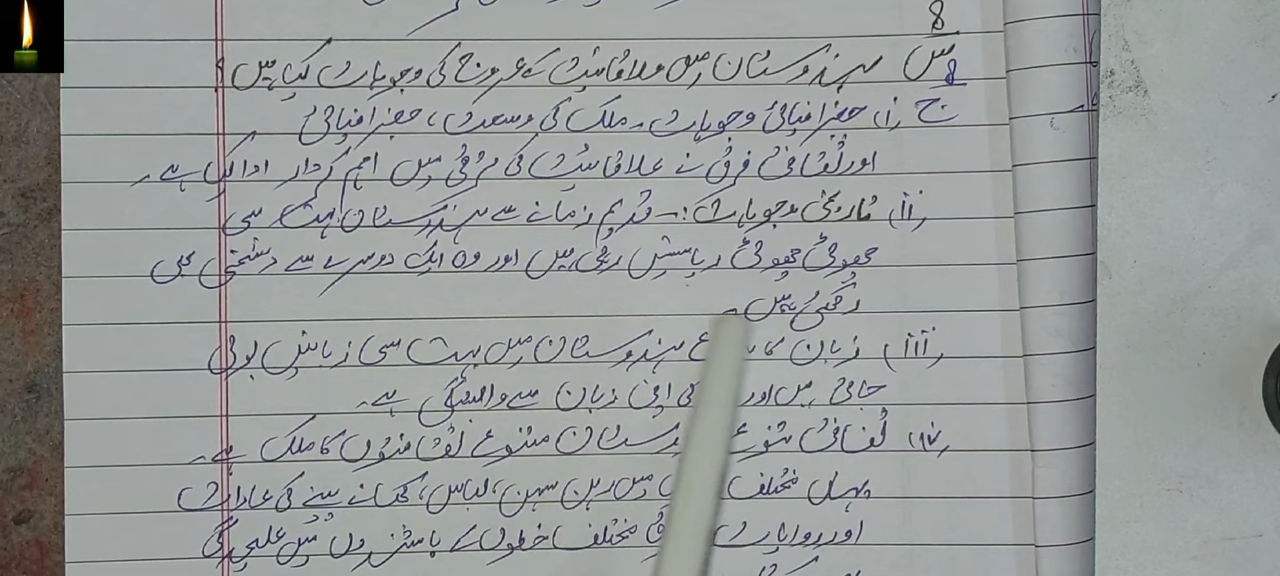 8
س 8 ہندوستان میں علاقائیت کے عروج کی وجوہات کیا ہیں؟
ج (i) جغرافیائی وجوہات۔ ملک کی وسعت، جغرافیائی
اور ثقافتی فرق نے علاقائیت کی ترقی میں اہم کردار ادا کیا ہے۔
(ii) تاریخی وجوہات:۔ قدیم زمانے سے ہندوستان بہت سی
چھوٹی چھوٹی ریاستیں رہی ہیں اور وہ ایک دوسرے سے دشمنی بھی
رکھتی ہیں۔
(iii) زبان کا ہندوستان میں بہت سی زبانیں بولی
جاتی ہیں اور کی اپنی زبان سے وابستگی ہے۔
(iv) ثقافتی تنوع متنوع ثقافتوں کا ملک ہے۔
یہاں مختلف میں رہن سہن، لباس، کھانے پینے کی عادات
اور روایات مختلف خطوں کے باشندوں میں علیحدگی